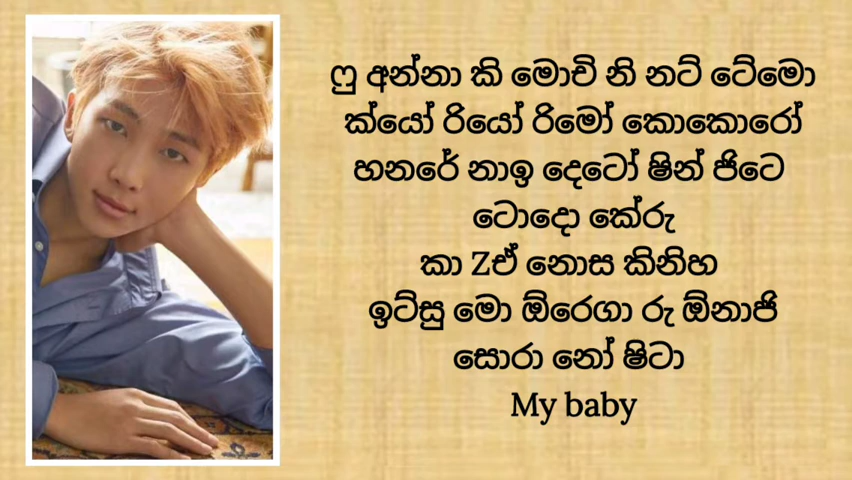 ෆු අන්නා කි මොචි නි නට් ටේමො
ක්යෝ රියෝ රිමෝ කොකොරෝ
හනරේ නාඉ දෙටෝ ෂින් ජිටෙ
ටොදො කේරු
කා Zඒ නොස කිනිහ
ඉට්සු මො ඕරෙගා රු ඕනාජි
සොරා නෝ ෂිටා
My baby